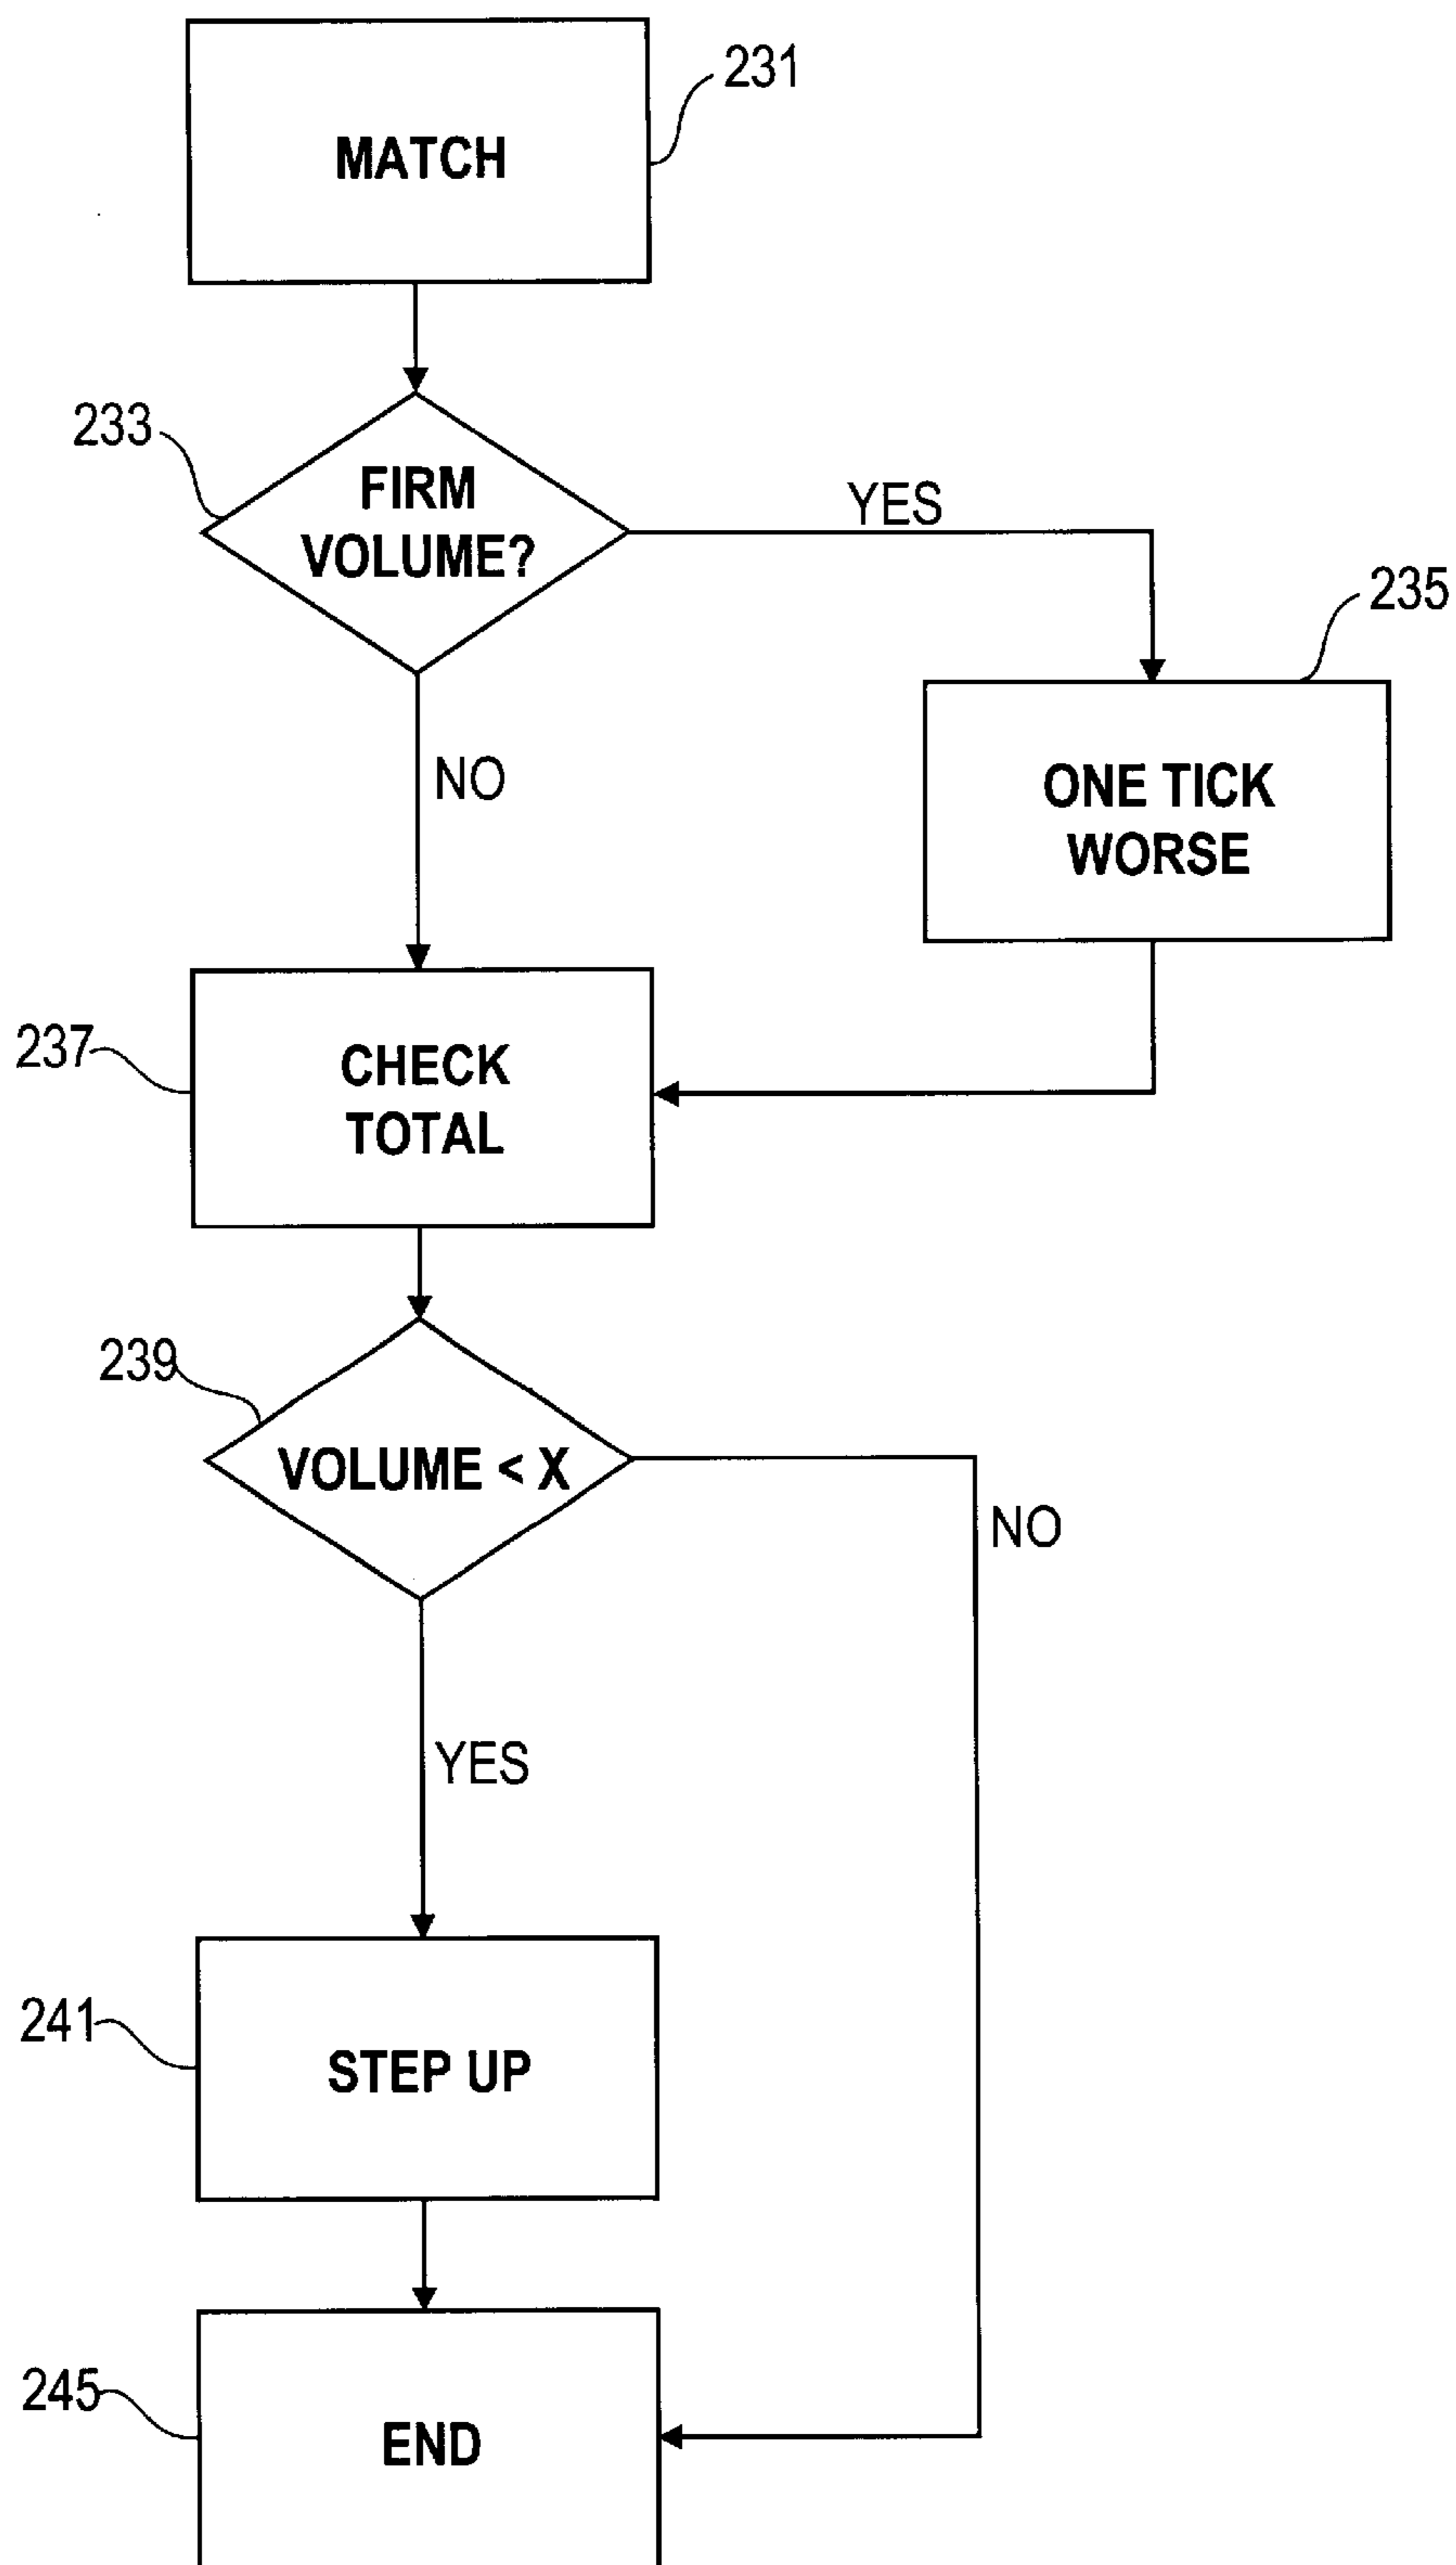 231
MATCH
233
FIRM
VOLUME?
YES
235
ONE TICK
WORSE
NO
237
CHECK
TOTAL
239
VOLUME < X
NO
YES
241
STEP UP
245
END